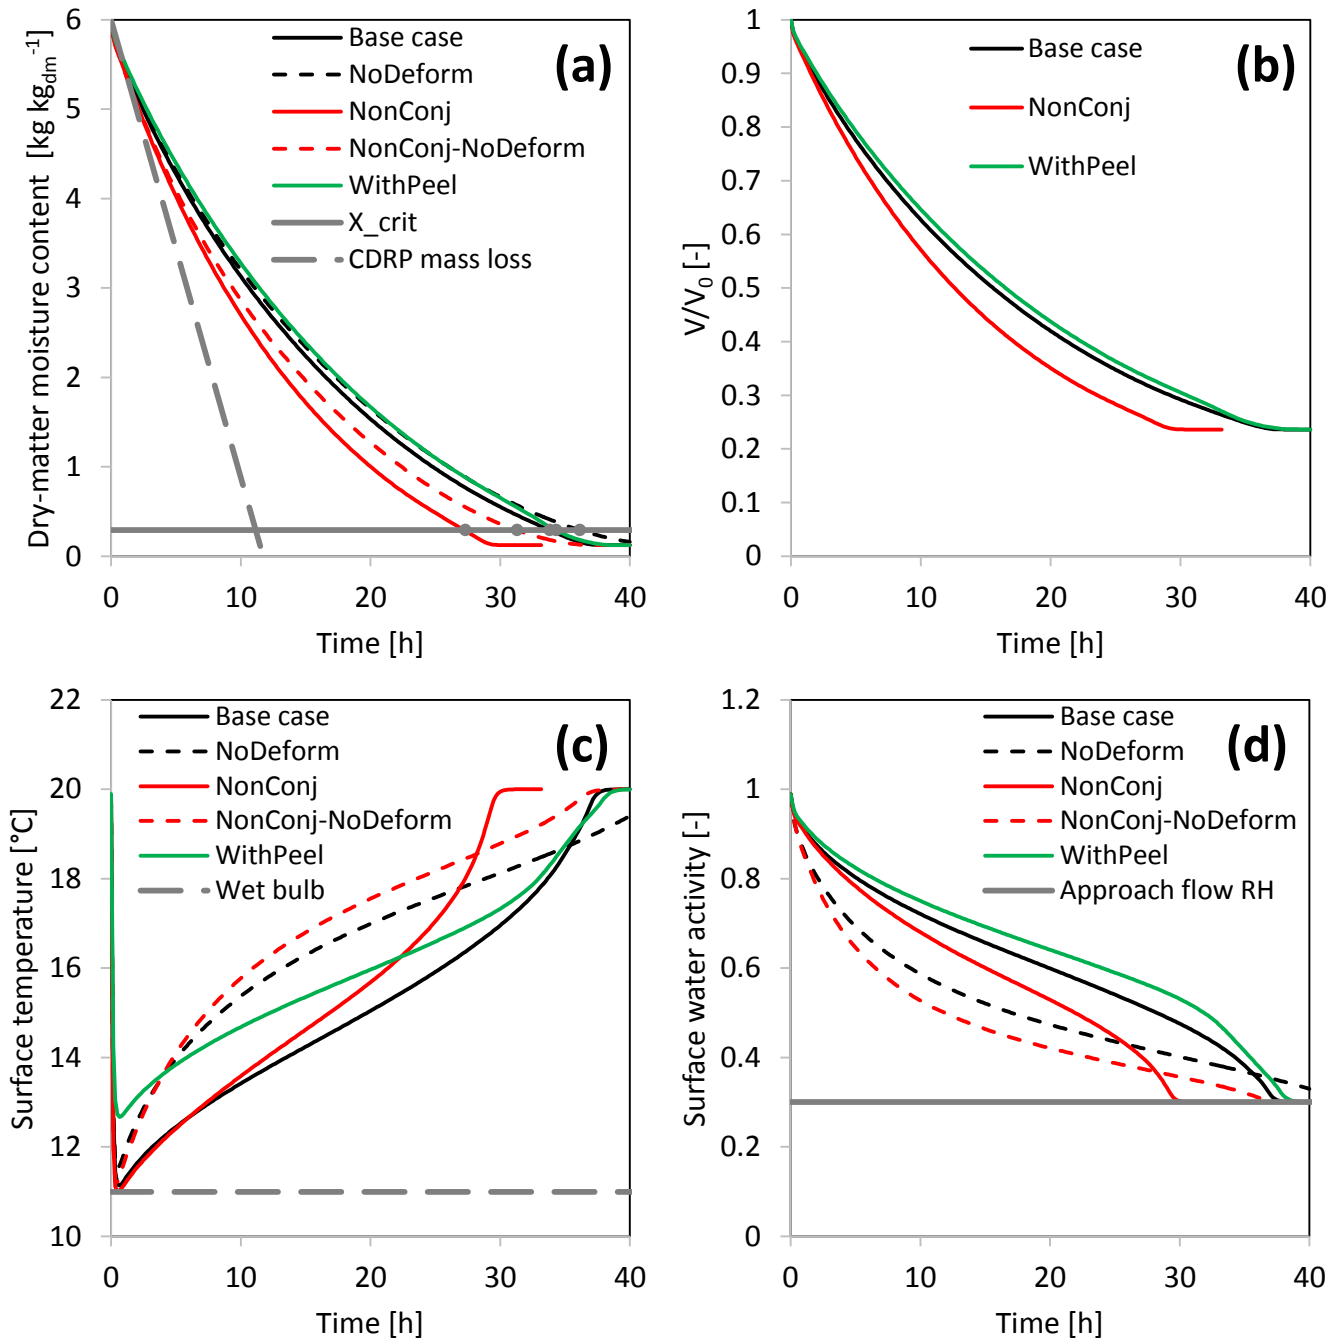 (a)
Dry-matter moisture content [kg kg_dm^-1]
6
5
4
3
2
1
0
Base case
NoDeform
NonConj
NonConj-NoDeform
WithPeel
X_crit
CDRP mass loss
0 10 20 30 40
Time [h]
(b)
V/V₀ [-]
1
0.9
0.8
0.7
0.6
0.5
0.4
0.3
0.2
0.1
0
Base case
NonConj
WithPeel
0 10 20 30 40
Time [h]
(c)
Surface temperature [°C]
22
20
18
16
14
12
10
Base case
NoDeform
NonConj
NonConj-NoDeform
WithPeel
Wet bulb
0 10 20 30 40
Time [h]
(d)
Surface water activity [-]
1.2
1
0.8
0.6
0.4
0.2
0
Base case
NoDeform
NonConj
NonConj-NoDeform
WithPeel
Approach flow RH
0 10 20 30 40
Time [h]